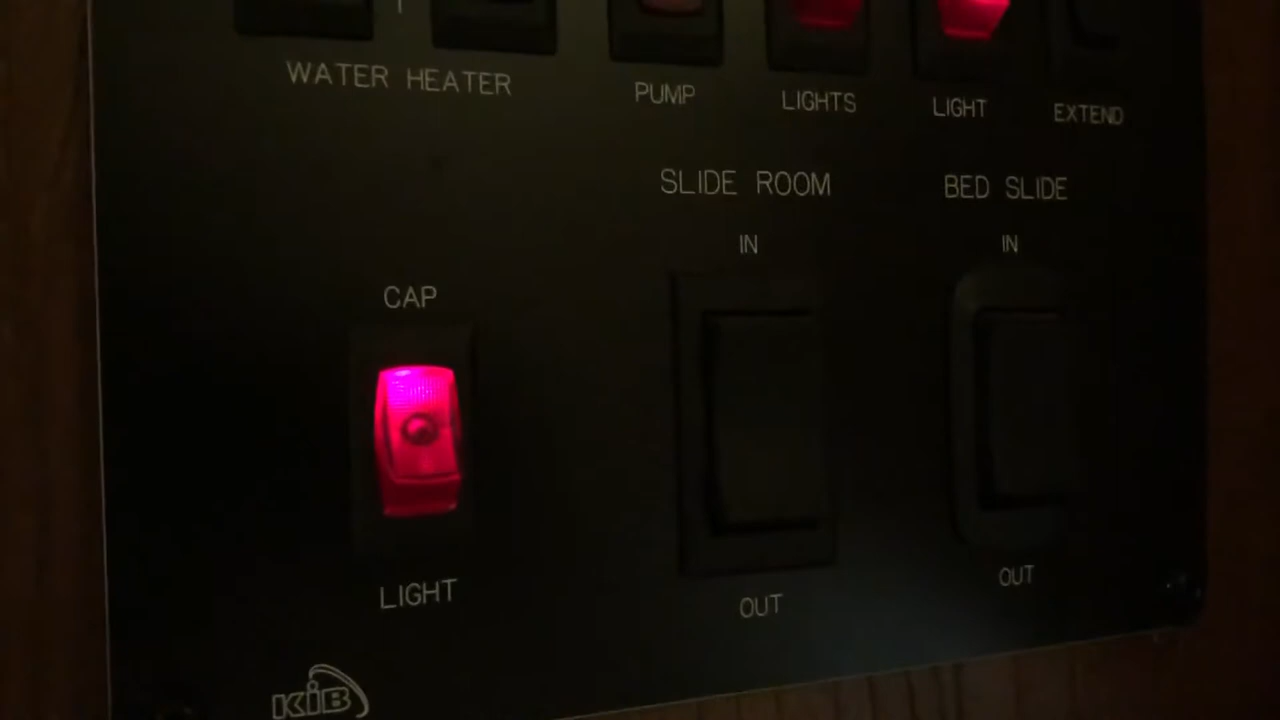 WATER HEATER
PUMP
LIGHTS
LIGHT
EXTEND
SLIDE ROOM
BED SLIDE
IN
IN
CAP
LIGHT
OUT
OUT
KIB